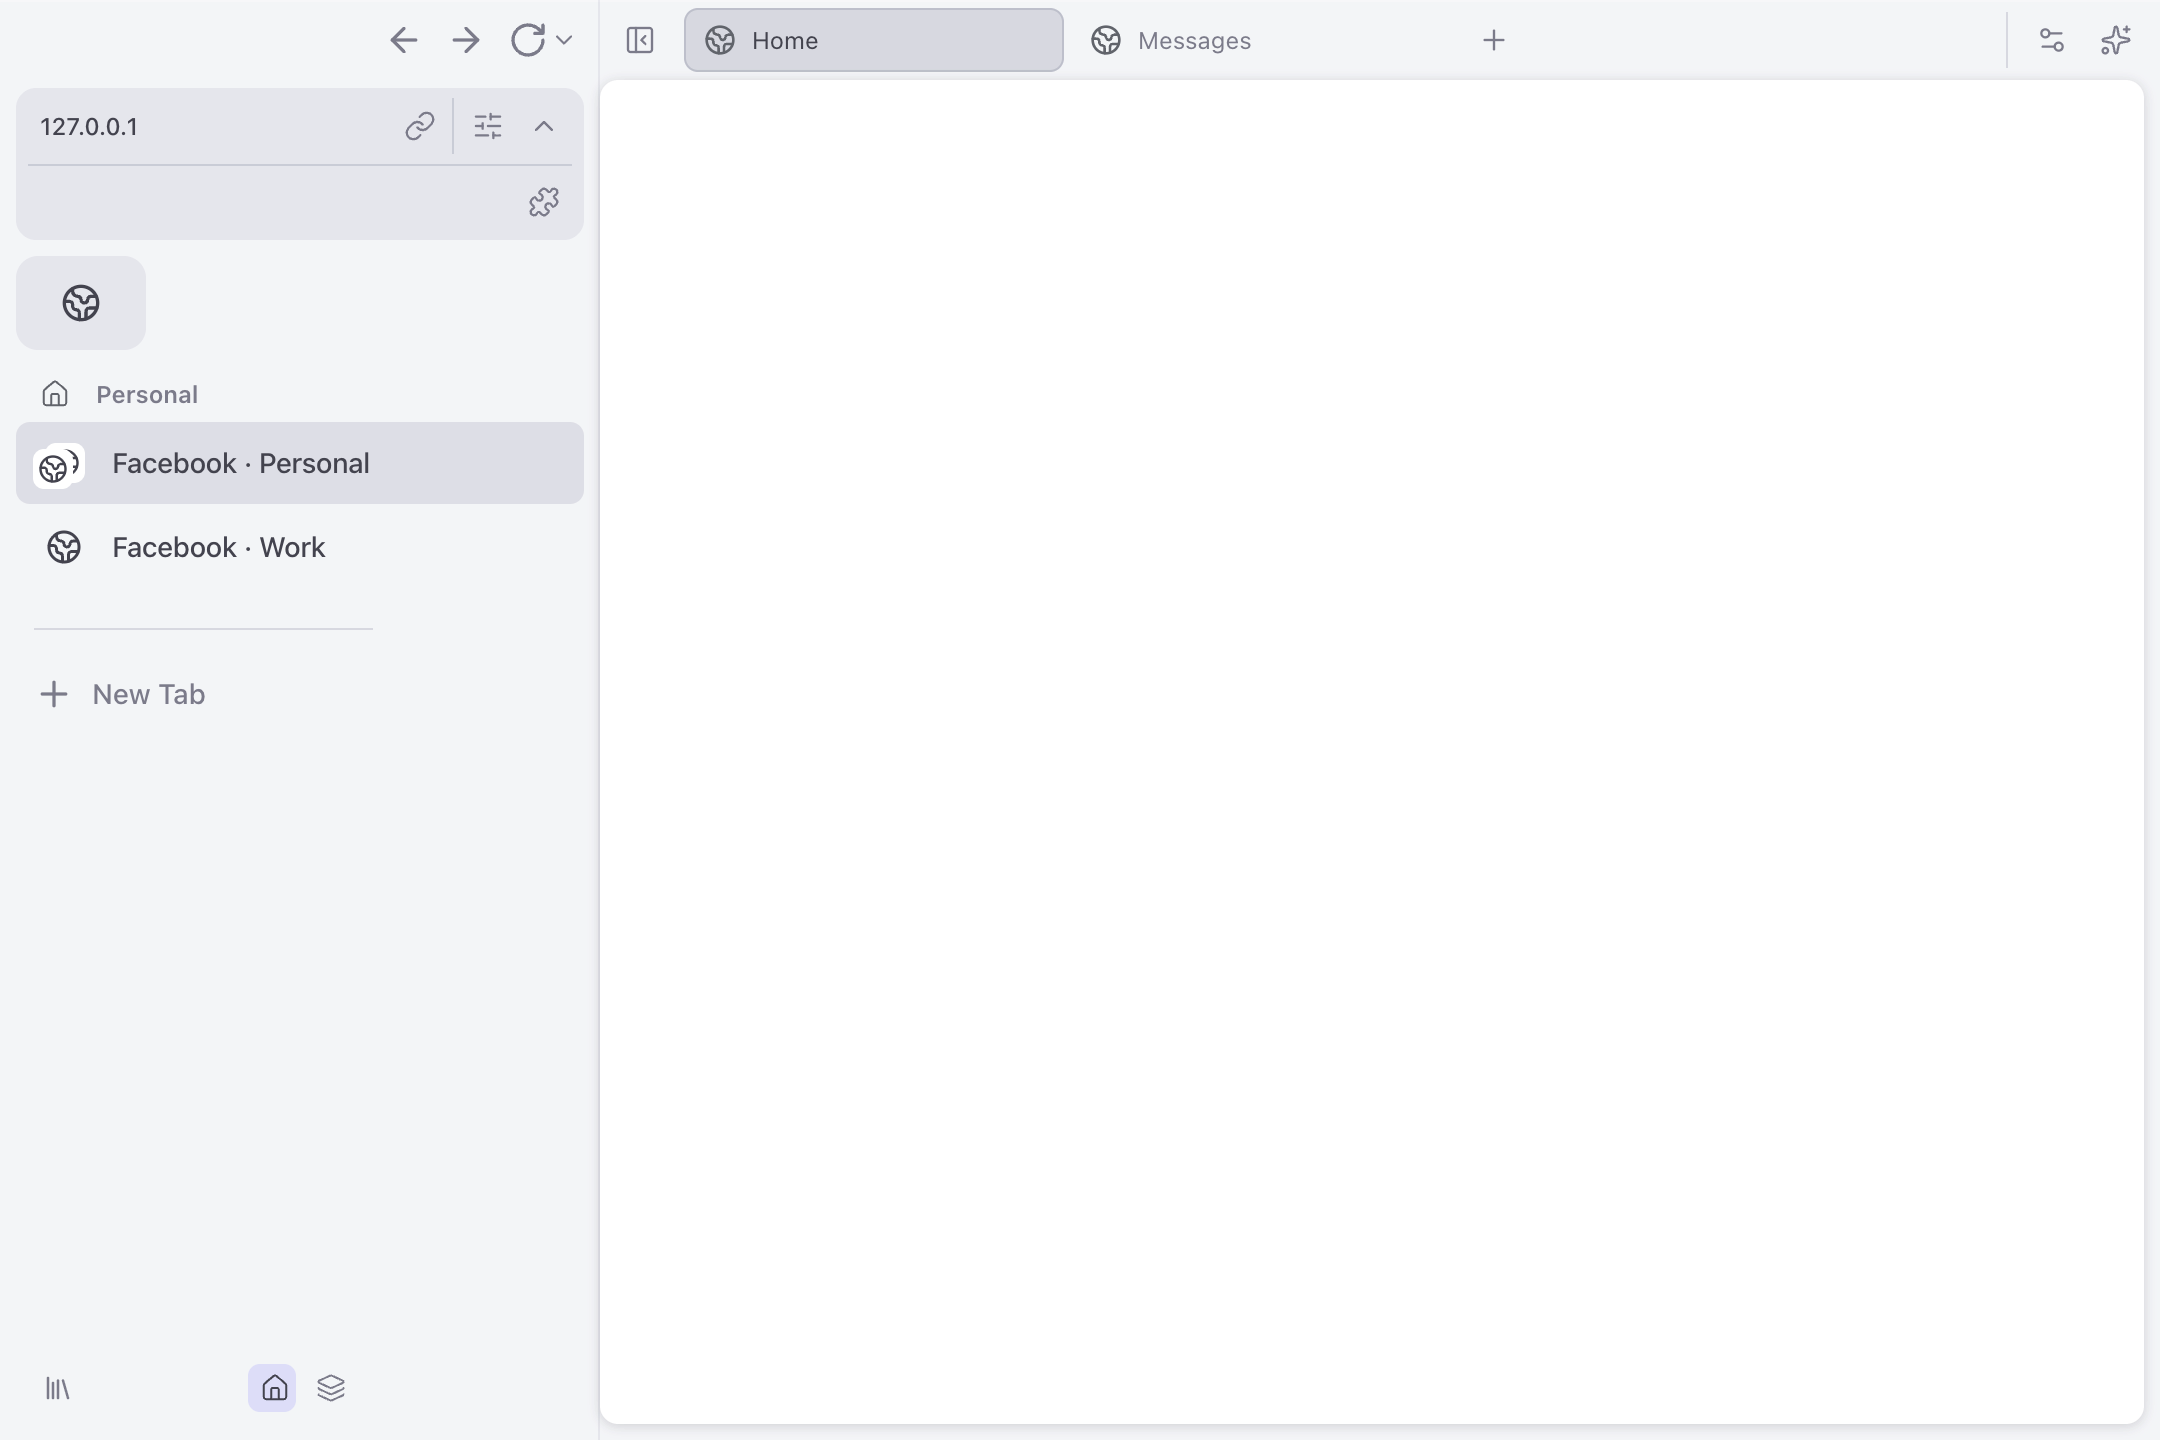 Home
Messages
127.0.0.1
Personal
Facebook · Personal
Facebook · Work
New Tab